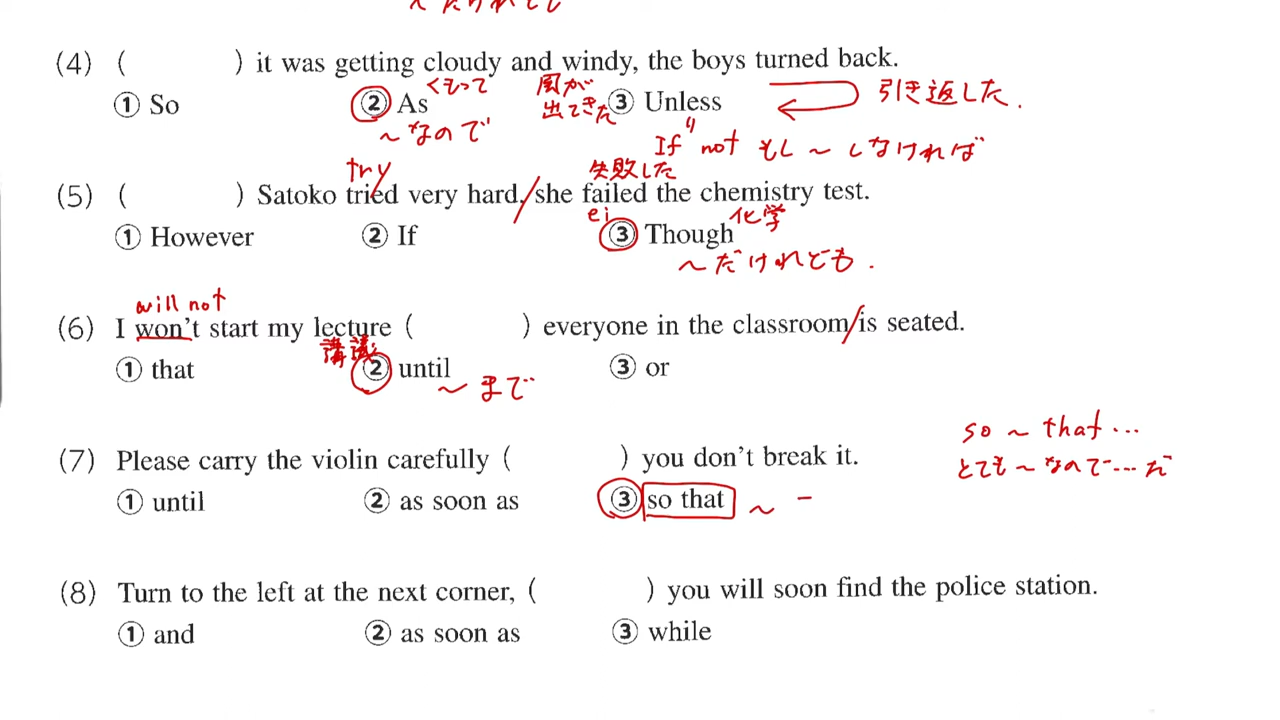 ~だけれども
(4) ( ) it was getting cloudy and windy, the boys turned back.
くもって 風が出てきた 引き返した.
① So ② As ③ Unless
~なので
If not もし~しなければ
try 失敗した
(5) ( ) Satoko tried very hard, she failed the chemistry test.
ei 化学
① However ② If ③ Though
~だけれども.
will not
(6) I won't start my lecture ( ) everyone in the classroom is seated.
講議
① that ② until ③ or
~まで
so ~ that …
(7) Please carry the violin carefully ( ) you don't break it.
とても~なので…だ
① until ② as soon as ③ so that ~
(8) Turn to the left at the next corner, ( ) you will soon find the police station.
① and ② as soon as ③ while